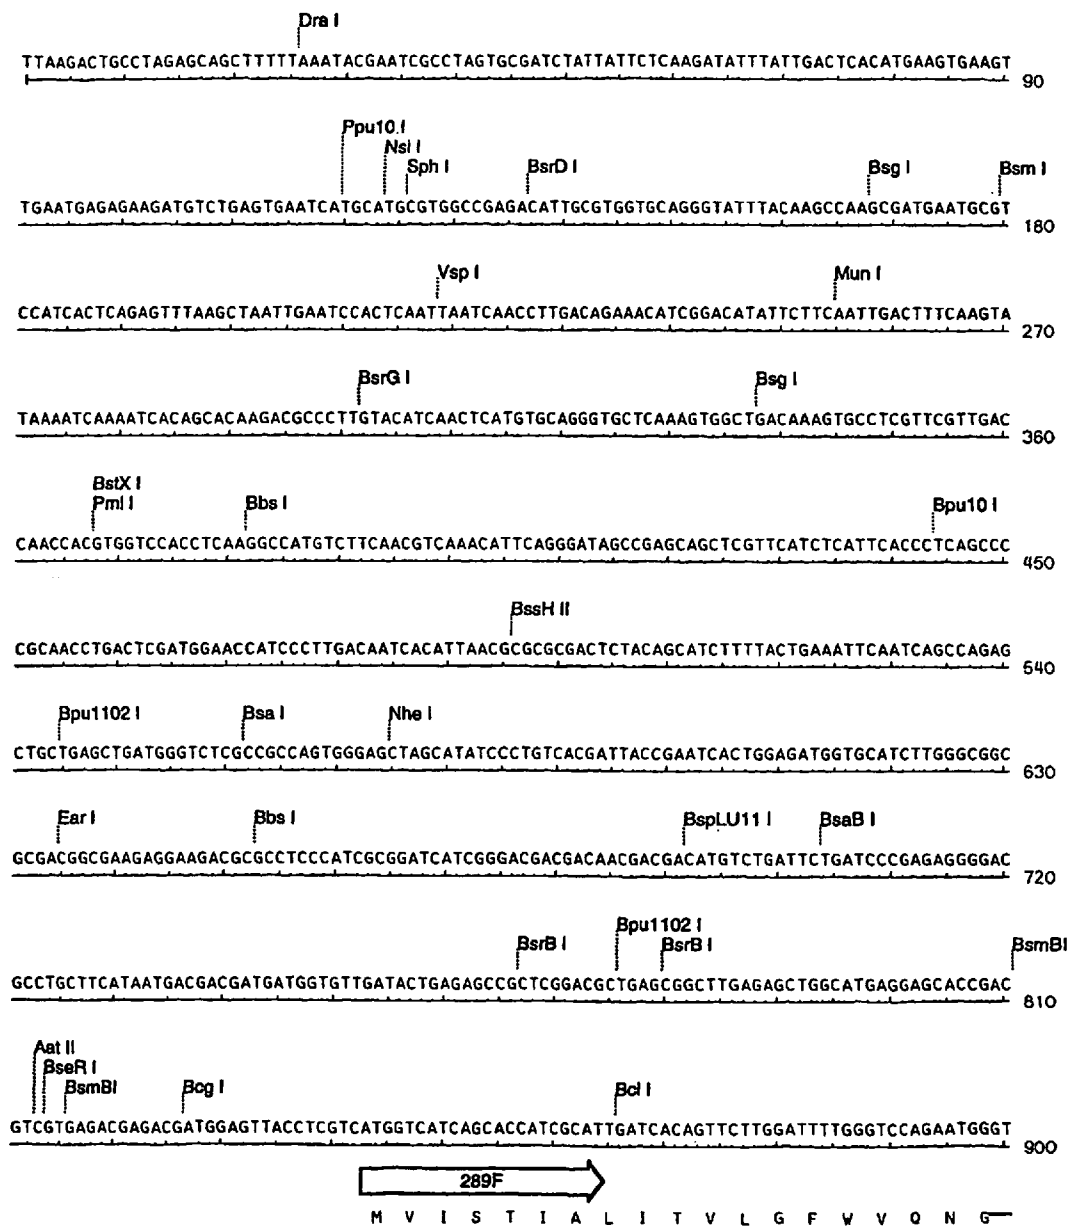 Dra I
TTAAGACTGCCTAGAGCAGCTTTTTAAATACGAATCGCCTAGTGCGATCTATTATTCTCAAGATATTTATTGACTCACATGAAGTGAAGT
90
Ppu10 I
Nsi I
Sph I BsrD I Bsg I Bsm I
TGAATGAGAGAAGATGTCTGAGTGAATCATGCATGCGTGGCCGAGACATTGCGTGGTGCAGGGTATTTACAAGCCAAGCGATGAATGCGT
180
Vsp I Mun I
CCATCACTCAGAGTTTAAGCTAATTGAATCCACTCAATTAATCAACCTTGACAGAAACATCGGACATATTCTTCAATTGACTTTCAAGTA
270
BsrG I Bsg I
TAAAATCAAAATCACAGCACAAGACGCCCTTGTACATCAACTCATGTGCAGGGTGCTCAAAGTGGCTGACAAAGTGCCTCGTTCGTTGAC
360
BstX I
Pml I Bbs I Bpu10 I
CAACCACGTGGTCCACCTCAAGGCCATGTCTTCAACGTCAAACATTCAGGGATAGCCGAGCAGCTCGTTCATCTCATTCACCCTCAGCCC
450
BssH II
CGCAACCTGACTCGATGGAACCATCCCTTGACAATCACATTAACGCGCGCGACTCTACAGCATCTTTTACTGAAATTCAATCAGCCAGAG
540
Bpu1102 I Bsa I Nhe I
CTGCTGAGCTGATGGGTCTCGCCGCCAGTGGGAGCTAGCATATCCCTGTCACGATTACCGAATCACTGGAGATGGTGCATCTTGGGCGGC
630
Ear I Bbs I BspLU11 I BsaB I
GCGACGGCGAAGAGGAAGACGCGCCTCCCATCGCGGATCATCGGGACGACGACAACGACGACATGTCTGATTCTGATCCCGAGAGGGGAC
720
Bpu1102 I
BsrB I BsrB I BsmBI
GCCTGCTTCATAATGACGACGATGATGGTGTTGATACTGAGAGCCGCTCGGACGCTGAGCGGCTTGAGAGCTGGCATGAGGAGCACCGAC
810
Aat II
BseR I
BsmBI Bcg I Bcl I
GTCGTGAGACGAGACGATGGAGTTACCTCGTCATGGTCATCAGCACCATCGCATTGATCACAGTTCTTGGATTTTGGGTCCAGAATGGGT
900
289F
M V I S T I A L I T V L G F W V Q N G